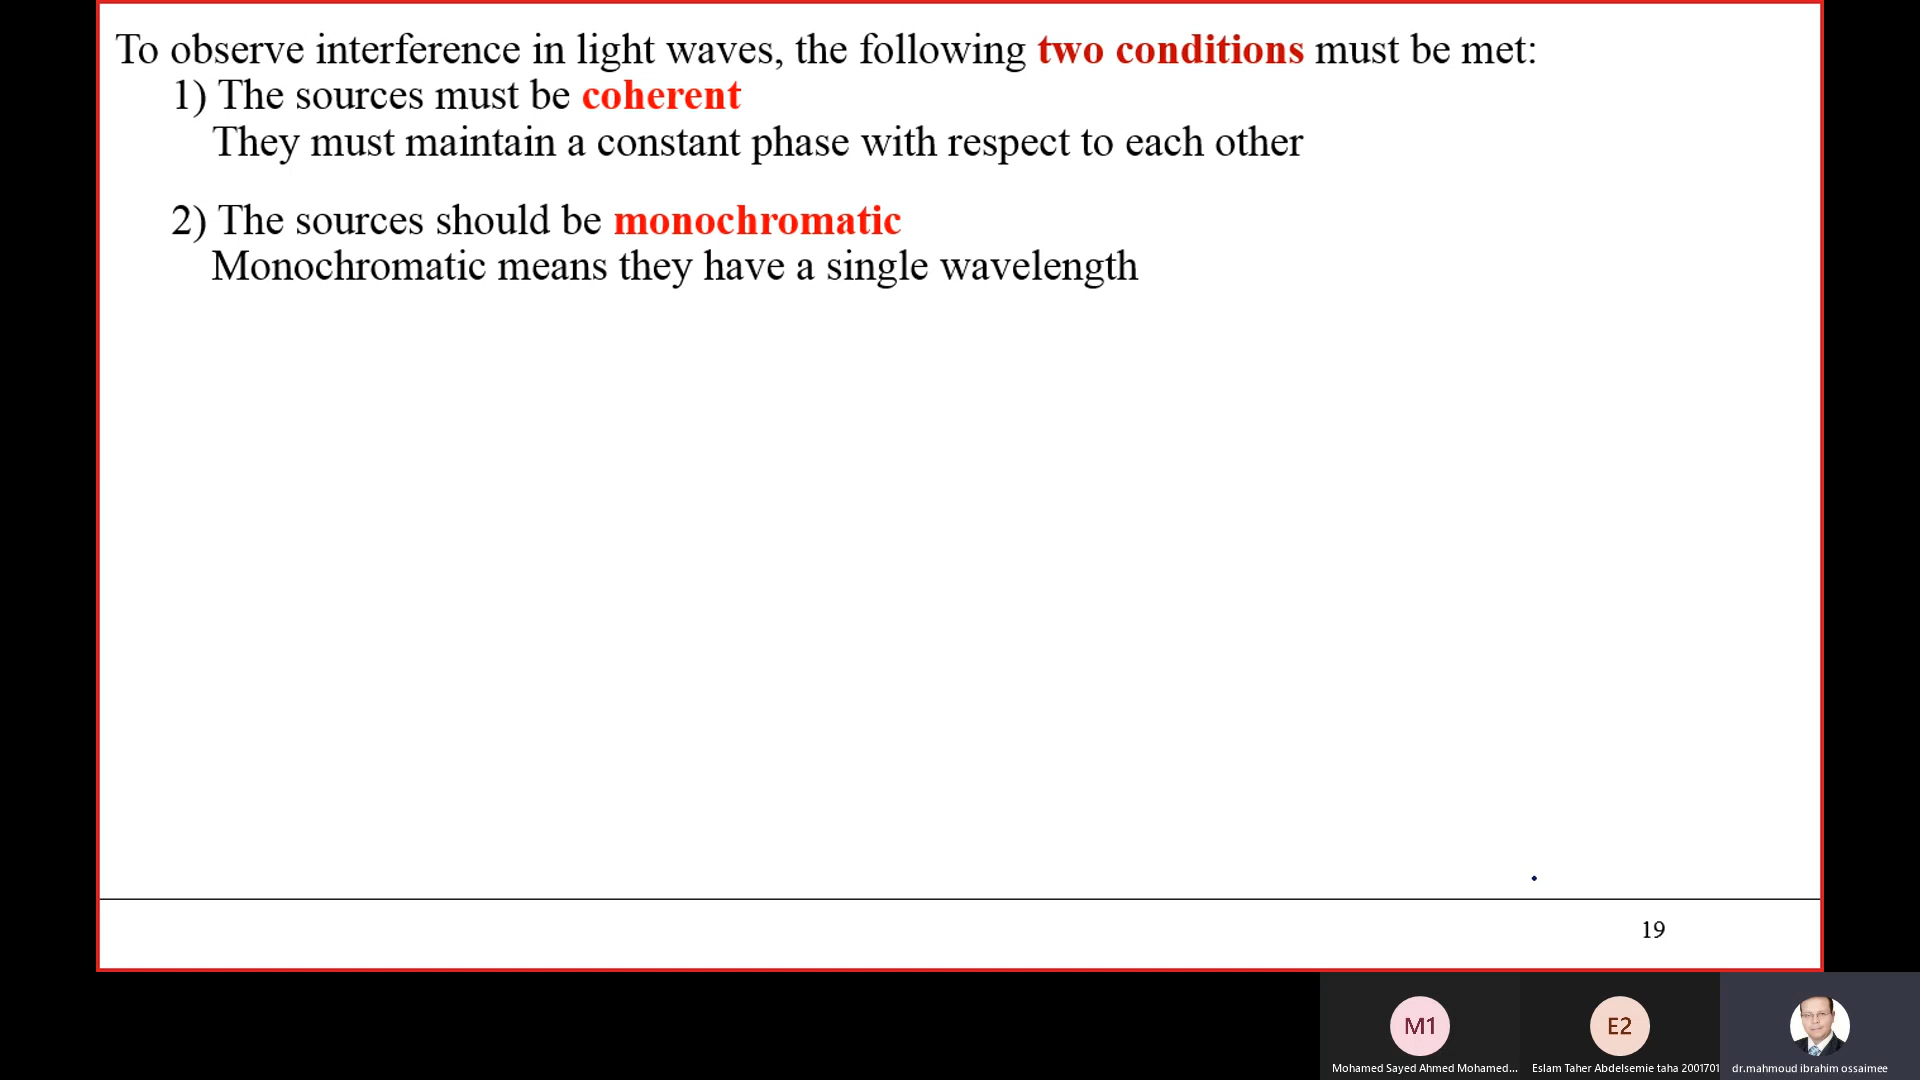 To observe interference in light waves, the following two conditions must be met:
1) The sources must be coherent
They must maintain a constant phase with respect to each other
2) The sources should be monochromatic
Monochromatic means they have a single wavelength
19
M1
E2
Mohamed Sayed Ahmed Mohamed...
Eslam Taher Abdelsemie taha 2001701
dr.mahmoud ibrahim ossaimee